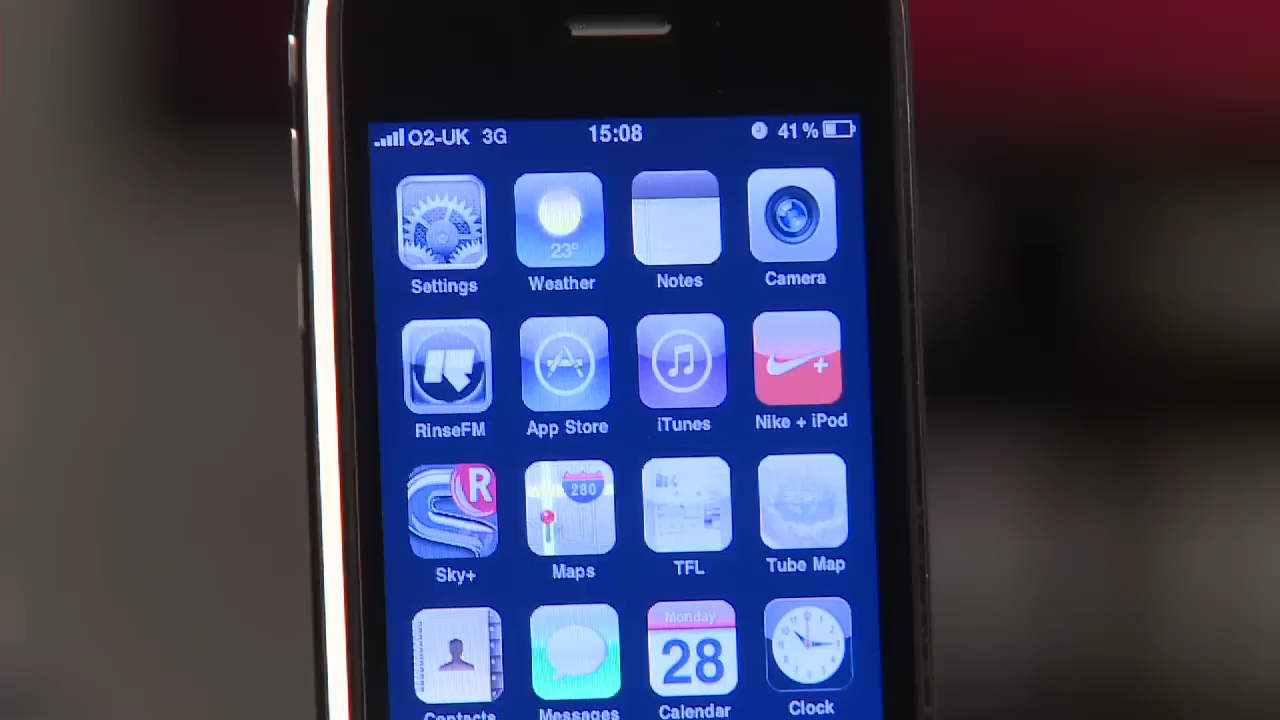 O2-UK 3G 15:08 41%
23°
Settings Weather Notes Camera
RinseFM App Store iTunes Nike + iPod
R
280
Sky+ Maps TFL Tube Map
Monday
28
Contacts Messages Calendar Clock